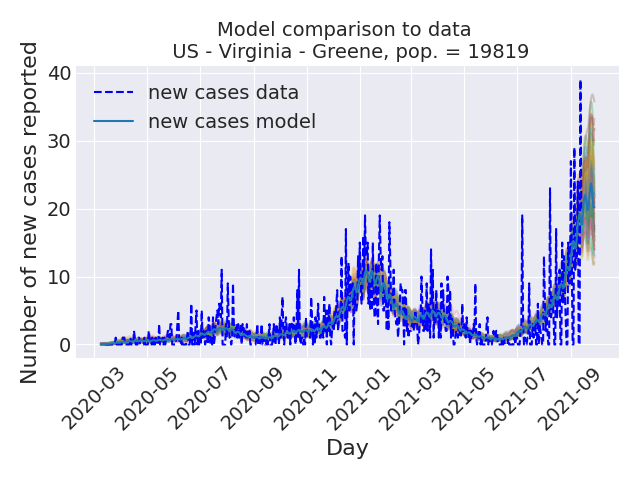 Model comparison to data
US - Virginia - Greene, pop. = 19819
Number of new cases reported
40
30
20
10
0
new cases data
new cases model
2020-03
2020-05
2020-07
2020-09
2020-11
2021-01
2021-03
2021-05
2021-07
2021-09
Day